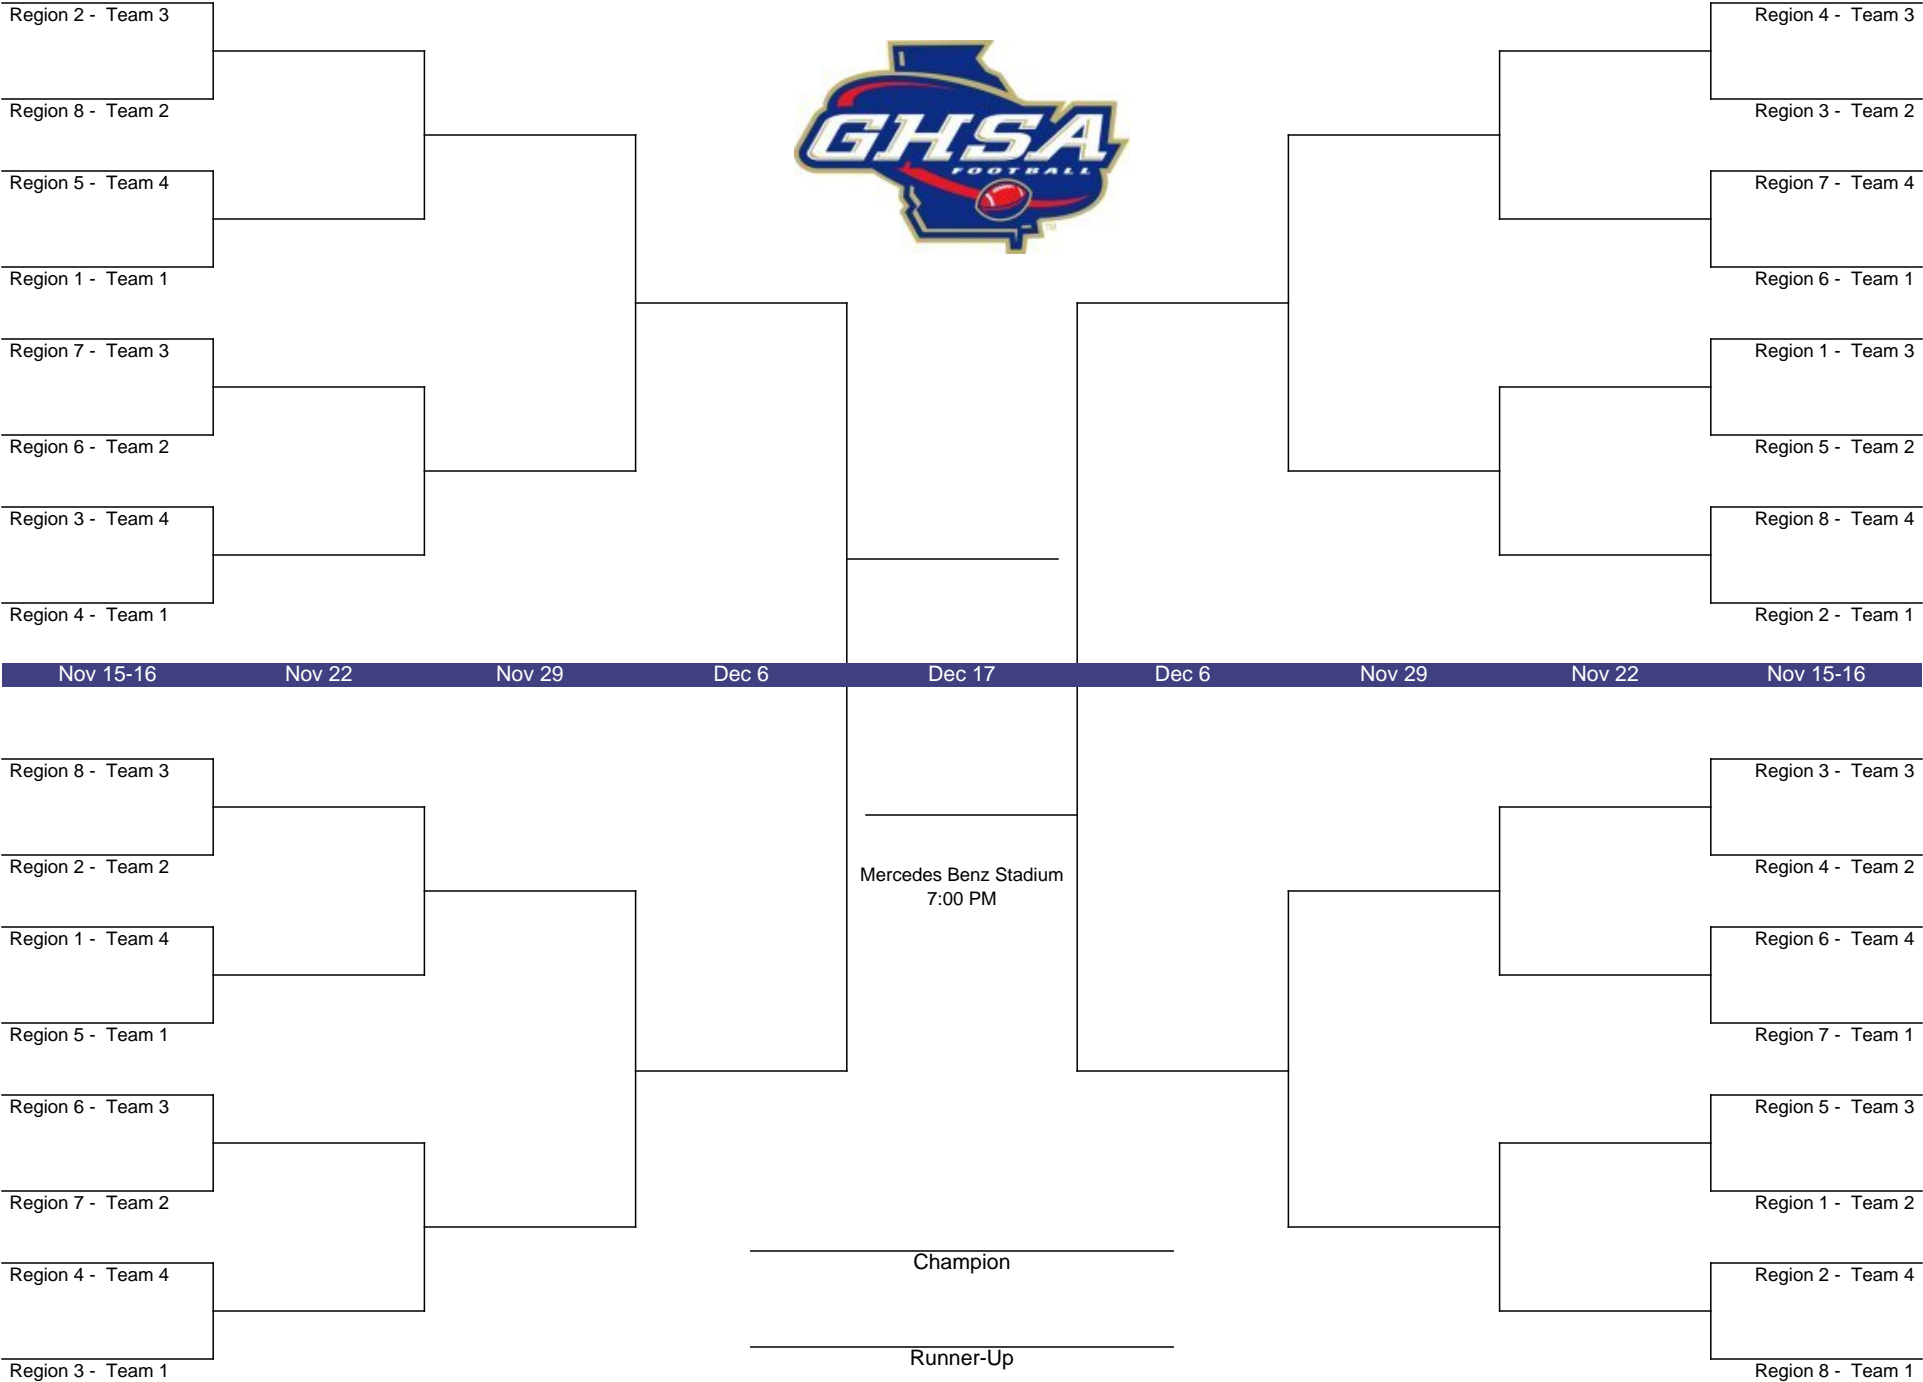 Region 2 - Team 3
Region 8 - Team 2
Region 5 - Team 4
Region 1 - Team 1
Region 7 - Team 3
Region 6 - Team 2
Region 3 - Team 4
Region 4 - Team 1
GHSA
FOOTBALL
TM
Region 4 - Team 3
Region 3 - Team 2
Region 7 - Team 4
Region 6 - Team 1
Region 1 - Team 3
Region 5 - Team 2
Region 8 - Team 4
Region 2 - Team 1
Nov 15-16 Nov 22 Nov 29 Dec 6 Dec 17 Dec 6 Nov 29 Nov 22 Nov 15-16
Region 8 - Team 3
Region 2 - Team 2
Region 1 - Team 4
Region 5 - Team 1
Region 6 - Team 3
Region 7 - Team 2
Region 4 - Team 4
Region 3 - Team 1
Mercedes Benz Stadium
7:00 PM
Champion
Runner-Up
Region 3 - Team 3
Region 4 - Team 2
Region 6 - Team 4
Region 7 - Team 1
Region 5 - Team 3
Region 1 - Team 2
Region 2 - Team 4
Region 8 - Team 1